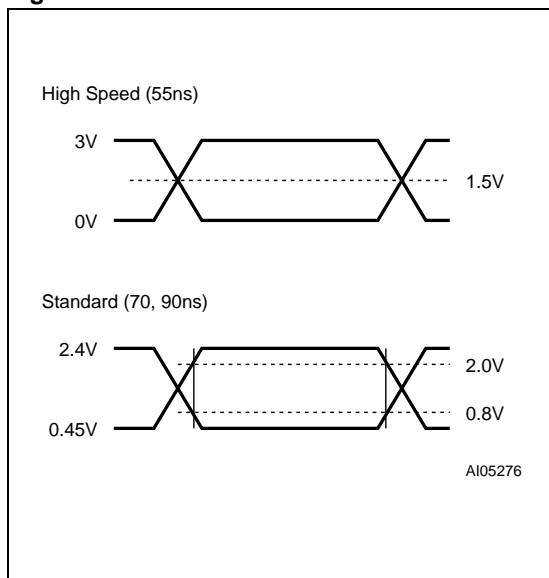 High Speed (55ns)
3V
1.5V
0V
Standard (70, 90ns)
2.4V
2.0V
0.8V
0.45V
AI05276